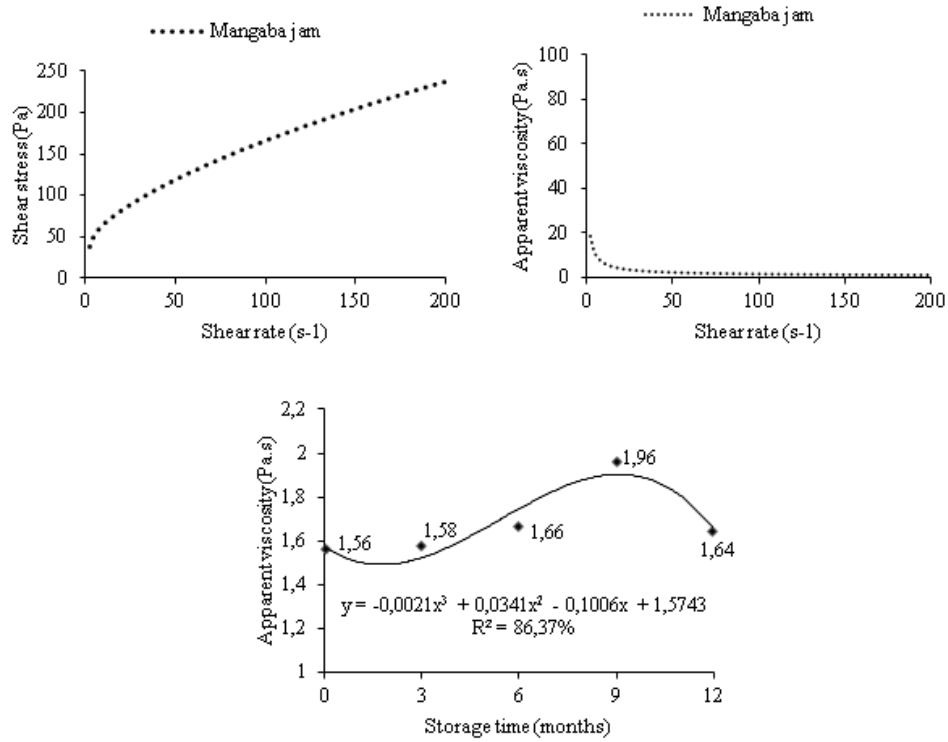 Mangaba jam
Shear stress (Pa)
250
200
150
100
50
0
0 50 100 150 200
Shear rate (s-1)
Mangaba jam
Apparent viscosity (Pa.s)
100
80
60
40
20
0
0 50 100 150 200
Shear rate (s-1)
Apparent viscosity (Pa.s)
2,2
2
1,8
1,6
1,4
1,2
1
1,56
1,58
1,66
1,96
1,64
y = -0,0021x³ + 0,0341x² - 0,1006x + 1,5743
R² = 86,37%
0 3 6 9 12
Storage time (months)